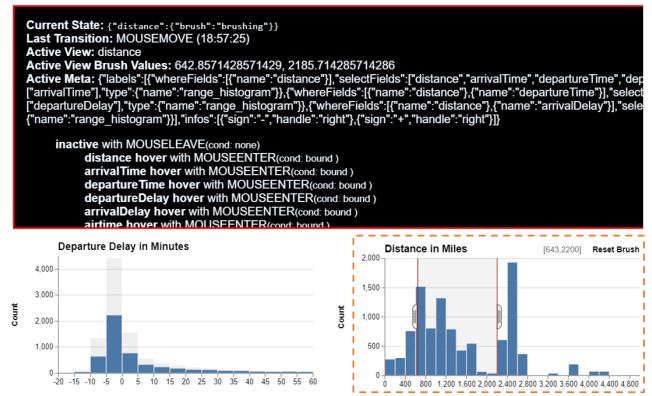 Current State: {"distance":{"brush":"brushing"}}
Last Transition: MOUSEMOVE (18:57:25)
Active View: distance
Active View Brush Values: 642.8571428571429, 2185.714285714286
Active Meta: {"labels":[{"whereFields":[{"name":"distance"}],"selectFields":["distance","arrivalTime","departureTime","dep
["arrivalTime"],"type":{"name":"range_histogram"}},{"whereFields":[{"name":"distance"},{"name":"departureTime"}],"select
["departureDelay"],"type":{"name":"range_histogram"}},{"whereFields":[{"name":"distance"},{"name":"arrivalDelay"}],"sele
{"name":"range_histogram"}}],"infos":[{"sign":"-","handle":"right"},{"sign":"+","handle":"right"}]}
inactive with MOUSELEAVE(cond: none)
distance hover with MOUSEENTER(cond: bound )
arrivalTime hover with MOUSEENTER(cond: bound )
departureTime hover with MOUSEENTER(cond: bound )
departureDelay hover with MOUSEENTER(cond: bound )
arrivalDelay hover with MOUSEENTER(cond: bound )
airtime hover with MOUSEENTER(cond: bound )
Departure Delay in Minutes
Count
4,000
3,000
2,000
1,000
0
-20 -15 -10 -5 0 5 10 15 20 25 30 35 40 45 50 55 60
Distance in Miles [643,2200] Reset Brush
Count
2,000
1,500
1,000
500
0
0 400 800 1,200 1,600 2,000 2,400 2,800 3,200 3,600 4,000 4,400 4,800